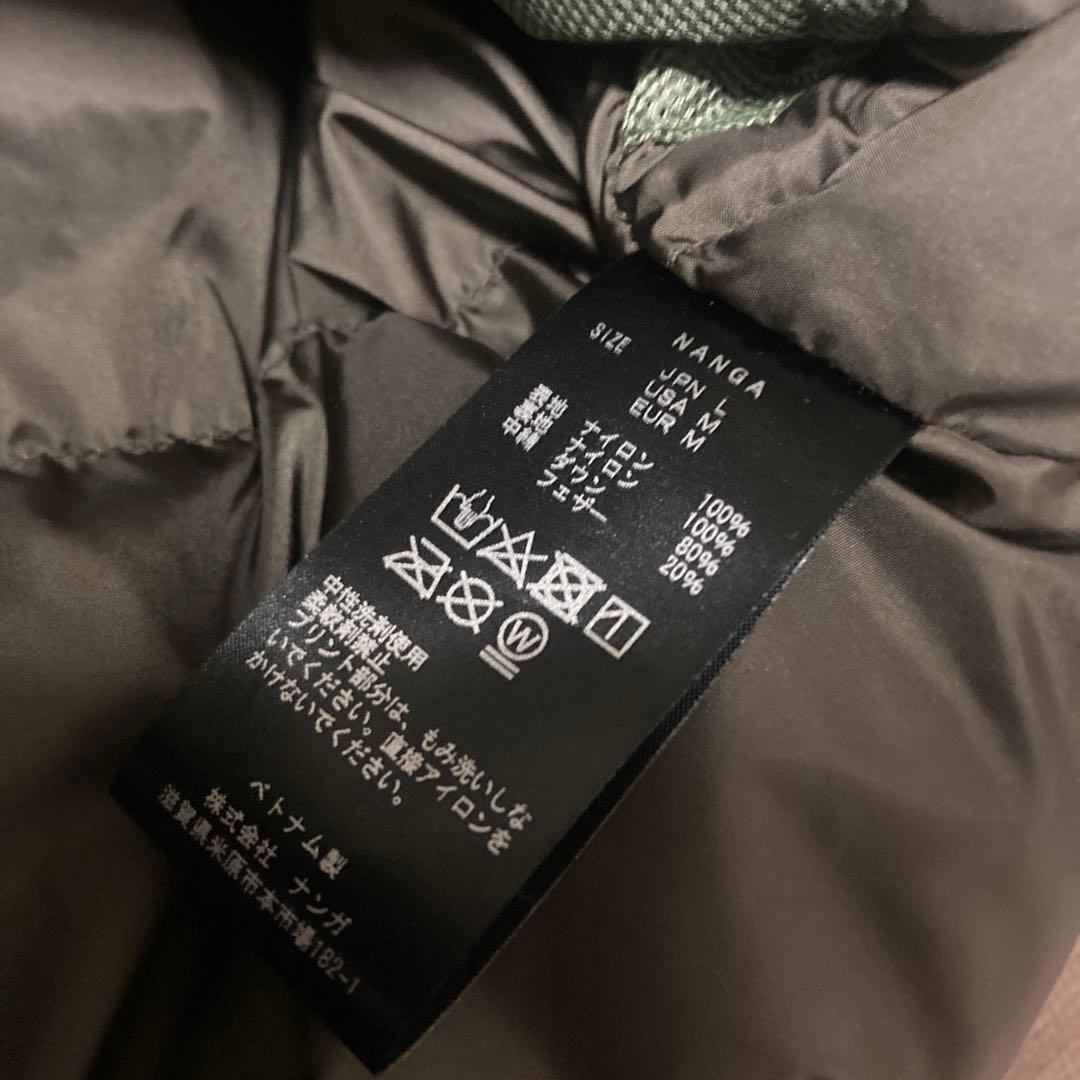 NANGA
SIZE JPN L
USA M
EUR M
表地 ナイロン 100%
裏地 ナイロン 100%
中綿 ダウン 80%
フェザー 20%
W
中性洗剤使用
柔軟剤禁止
プリント部分は、もみ洗いしな
いでください。直接アイロンを
かけないでください。
ベトナム製
株式会社 ナンガ
滋賀県米原市本市場182-1